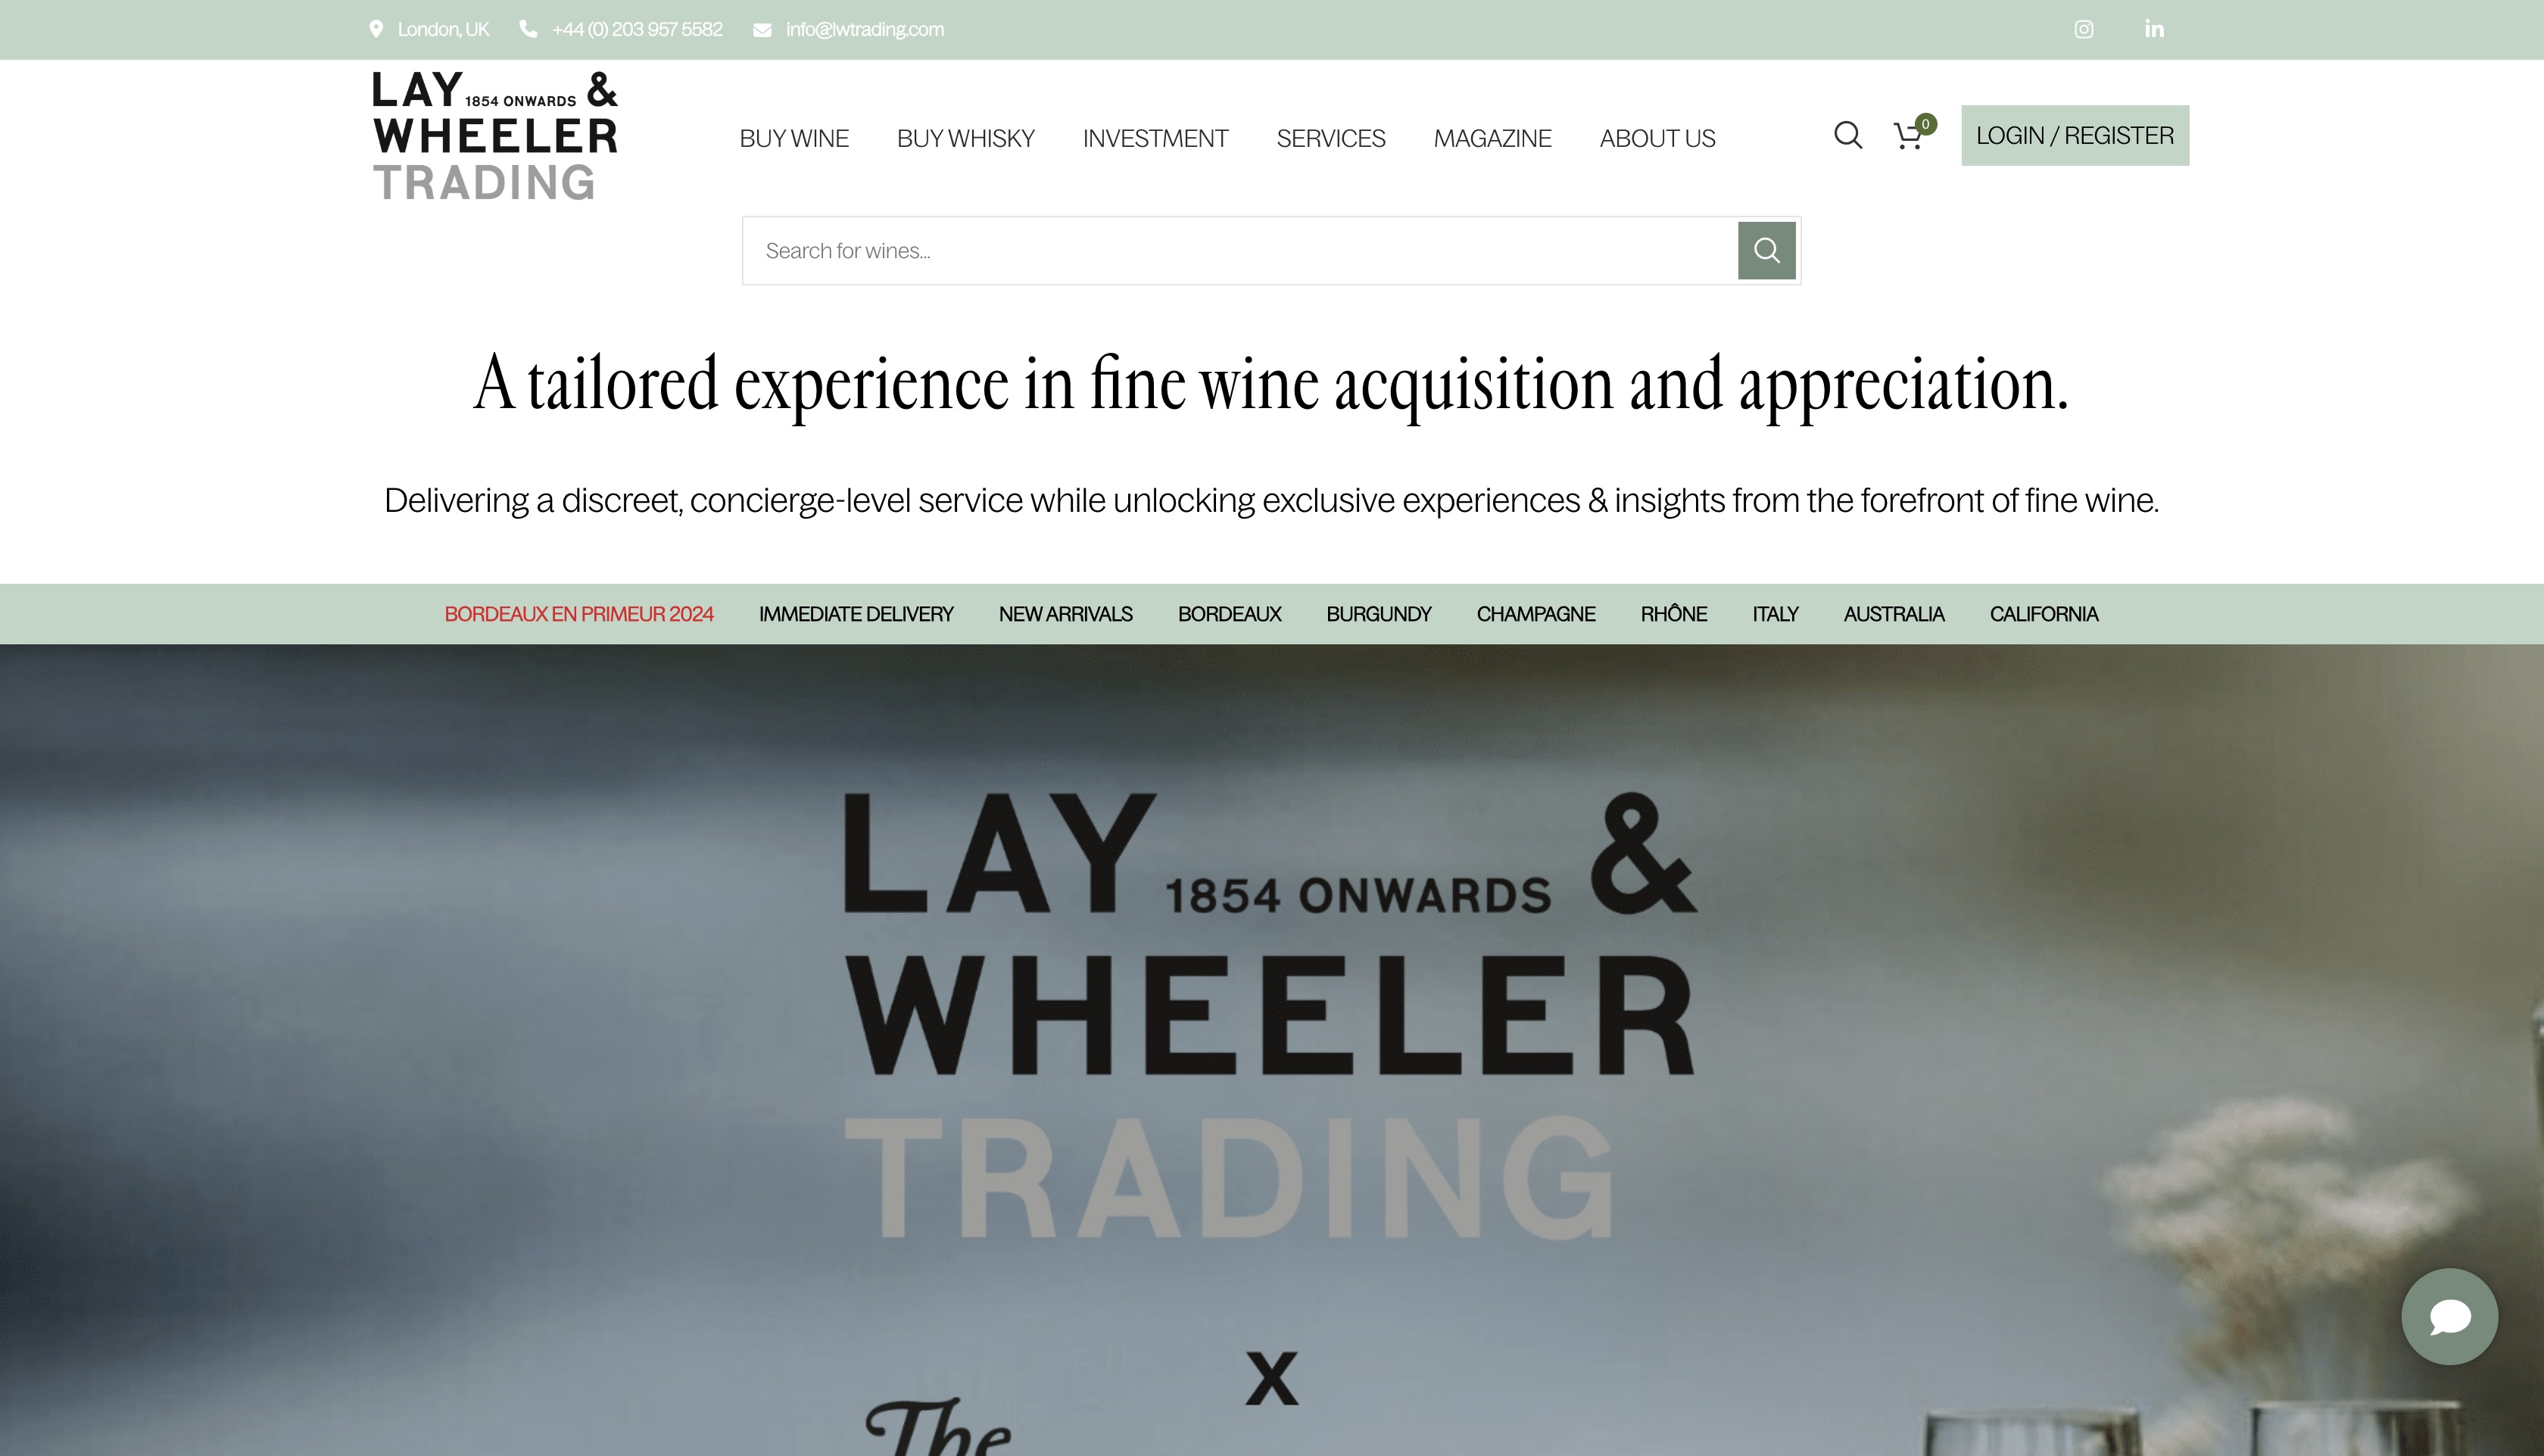 London, UK +44 (0) 203 957 5582 info@lwtrading.com
LAY 1854 ONWARDS &
WHEELER
TRADING
BUY WINE BUY WHISKY INVESTMENT SERVICES MAGAZINE ABOUT US 0 LOGIN / REGISTER
Search for wines...
A tailored experience in fine wine acquisition and appreciation.
Delivering a discreet, concierge-level service while unlocking exclusive experiences & insights from the forefront of fine wine.
BORDEAUX EN PRIMEUR 2024 IMMEDIATE DELIVERY NEW ARRIVALS BORDEAUX BURGUNDY CHAMPAGNE RHÔNE ITALY AUSTRALIA CALIFORNIA
LAY 1854 ONWARDS &
WHEELER
TRADING
X
The